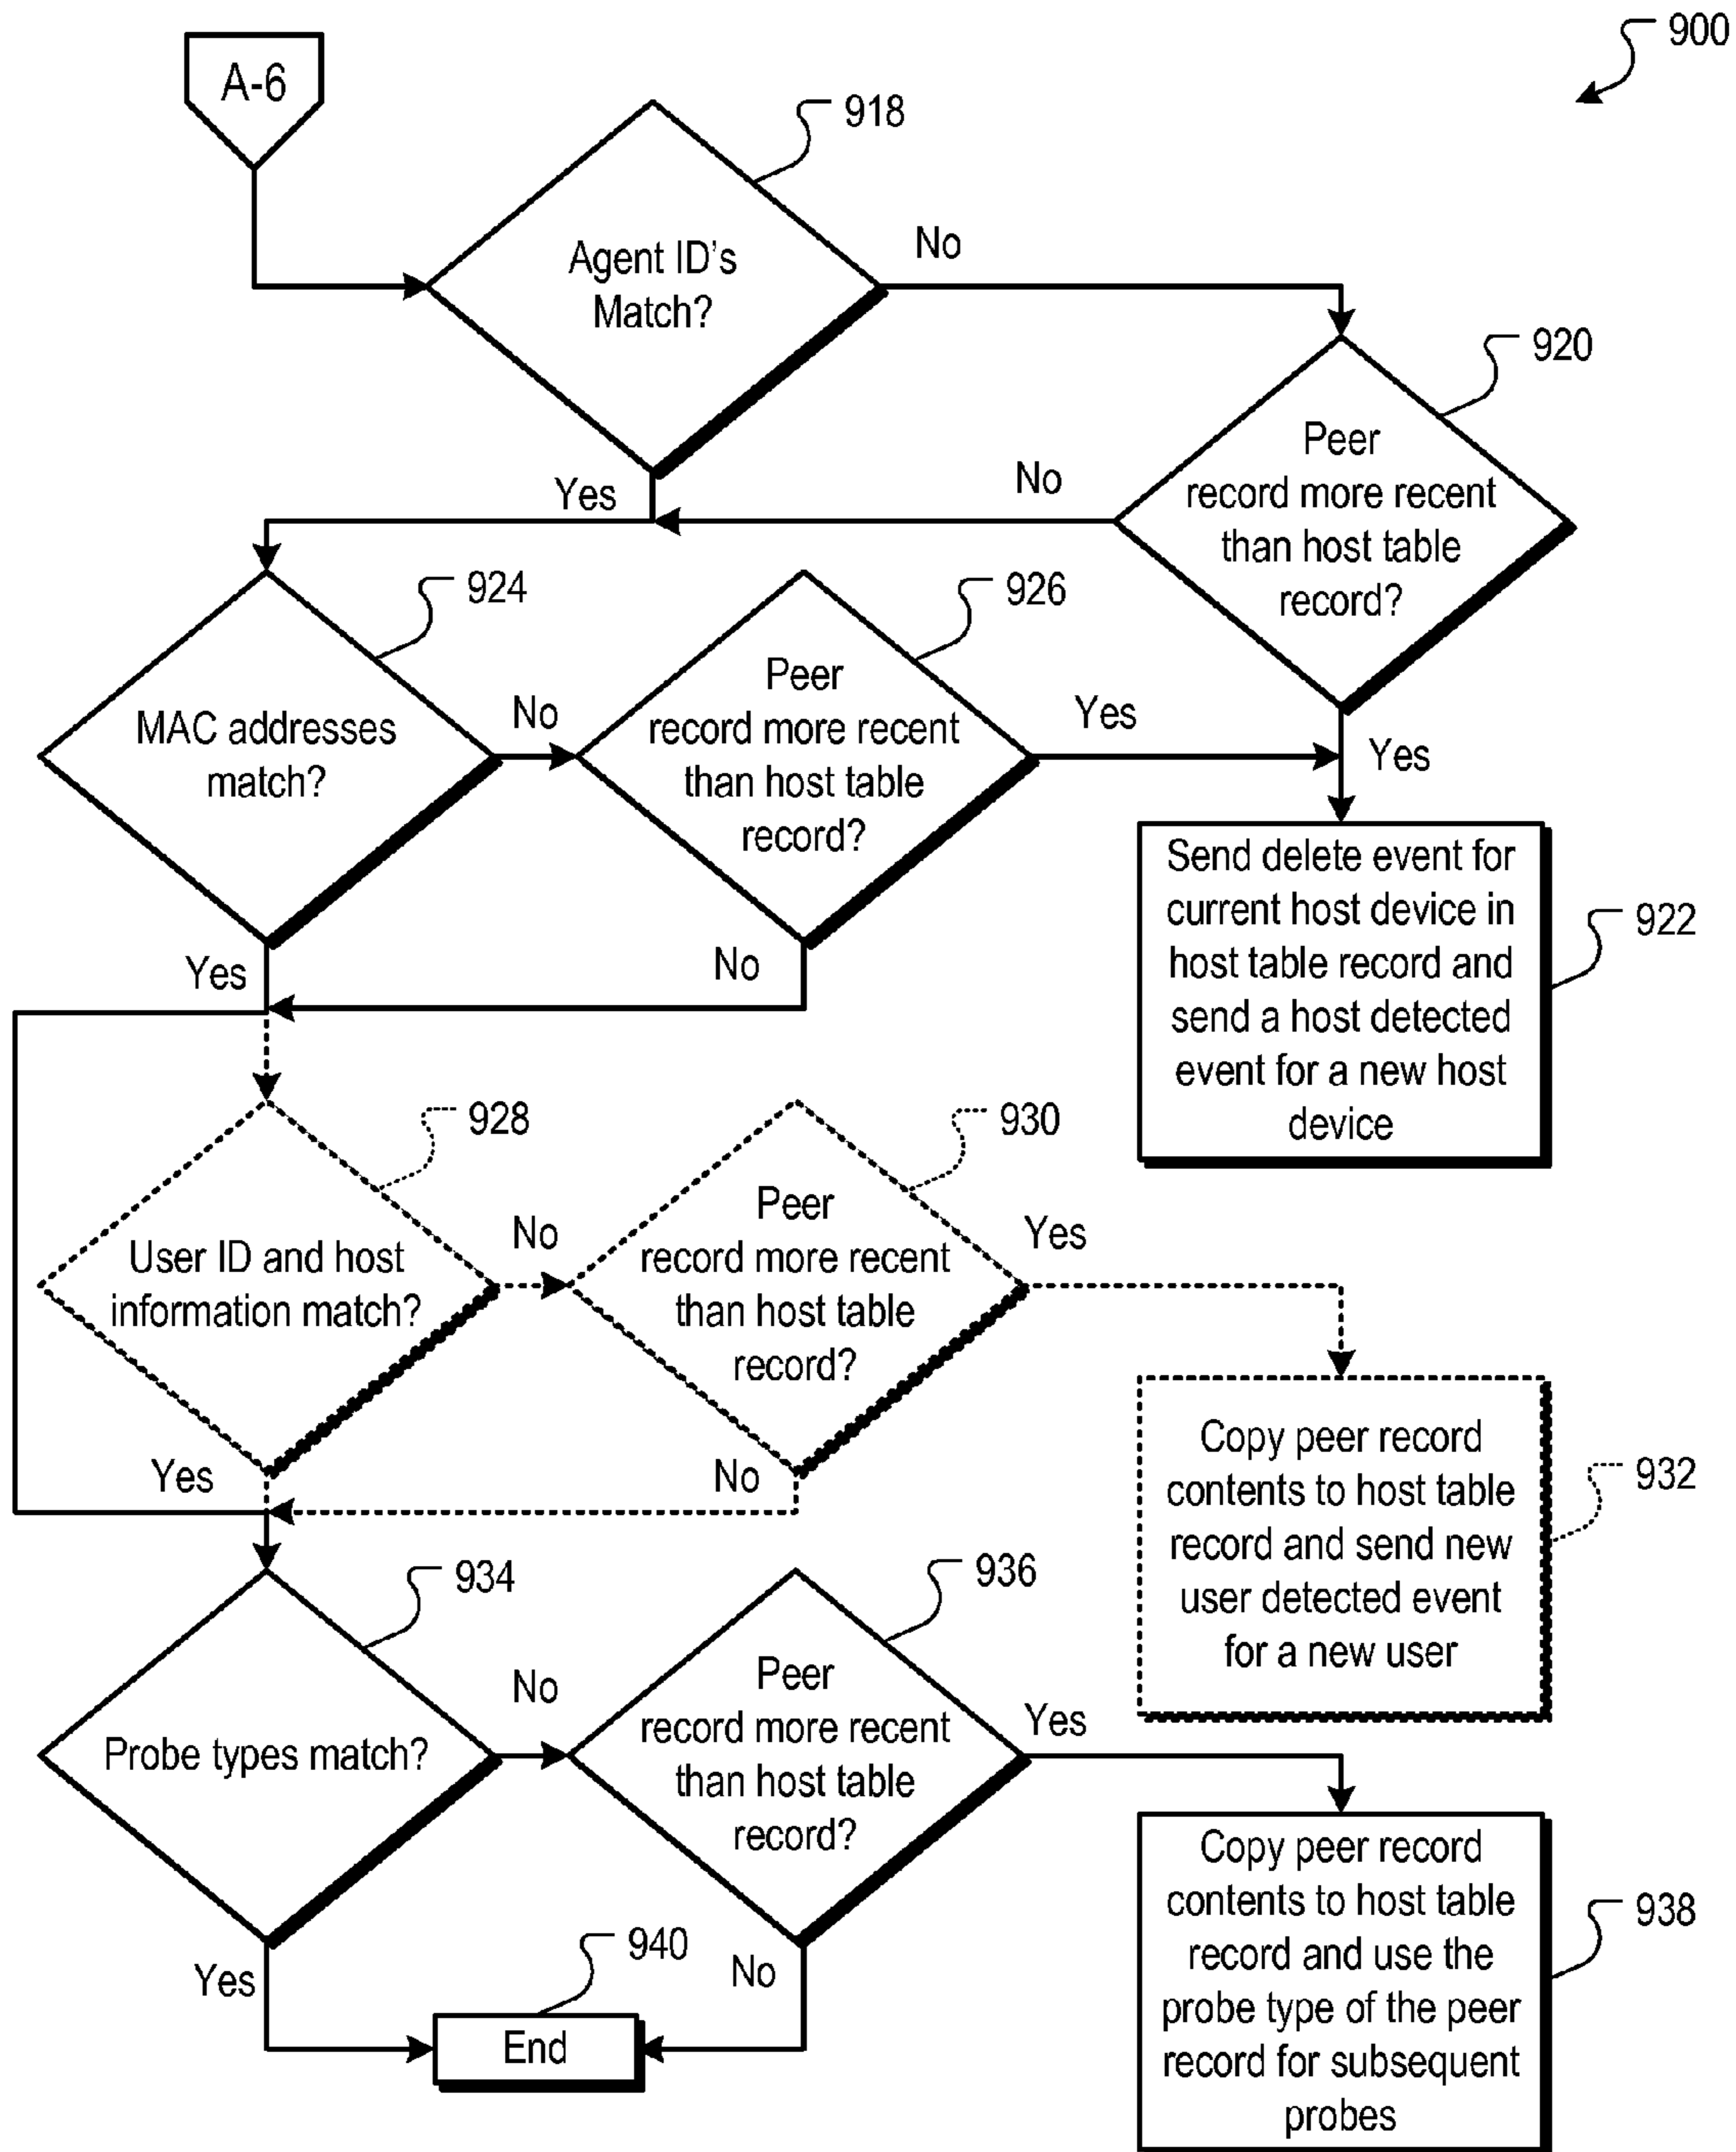 900
A-6
918
Agent ID's
Match?
No
920
Peer
record more recent
than host table
record?
No
Yes
924
MAC addresses
match?
No
926
Peer
record more recent
than host table
record?
Yes
Yes
Send delete event for
current host device in
host table record and
send a host detected
event for a new host
device
922
Yes
No
928
User ID and host
information match?
No
930
Peer
record more recent
than host table
record?
Yes
Copy peer record
contents to host table
record and send new
user detected event
for a new user
932
Yes
No
934
Probe types match?
No
936
Peer
record more recent
than host table
record?
Yes
Copy peer record
contents to host table
record and use the
probe type of the peer
record for subsequent
probes
938
Yes
No
940
End